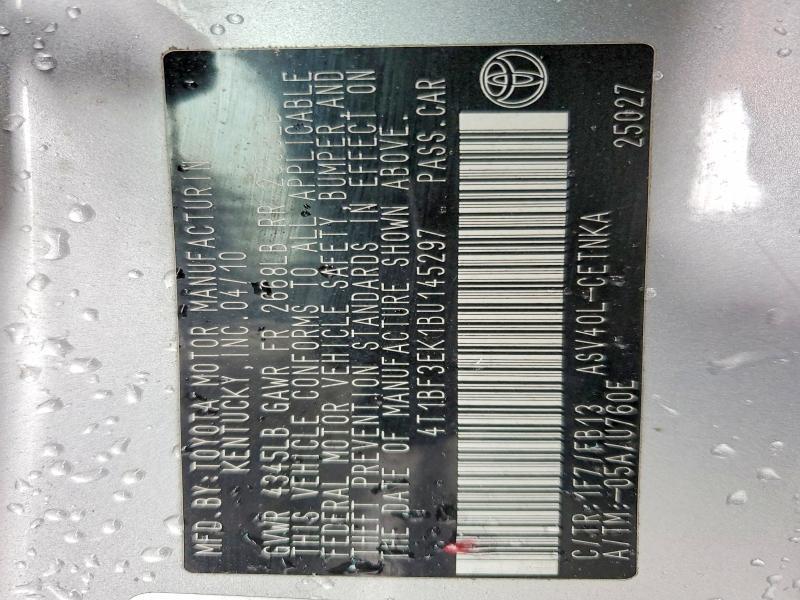 MFD.BY:TOYOTA MOTOR MANUFACTURIN
KENTUCKY, INC. 04/10
GVWR 4345LB GAWR FR 2668LB RR
THIS VEHICLE CONFORMS TO ALL APPLICABLE
FEDERAL MOTOR VEHICLE SAFETY, BUMPER, AND
THEFT PREVENTION STANDARDS IN EFFECT ON
THE DATE OF MANUFACTURE SHOWN ABOVE.
4T1BF3EK1BU145297 PASS.CAR
C/TR:1F7/FB13 ASV40L-CETNKA
A/TM:-05A/U760E 25027